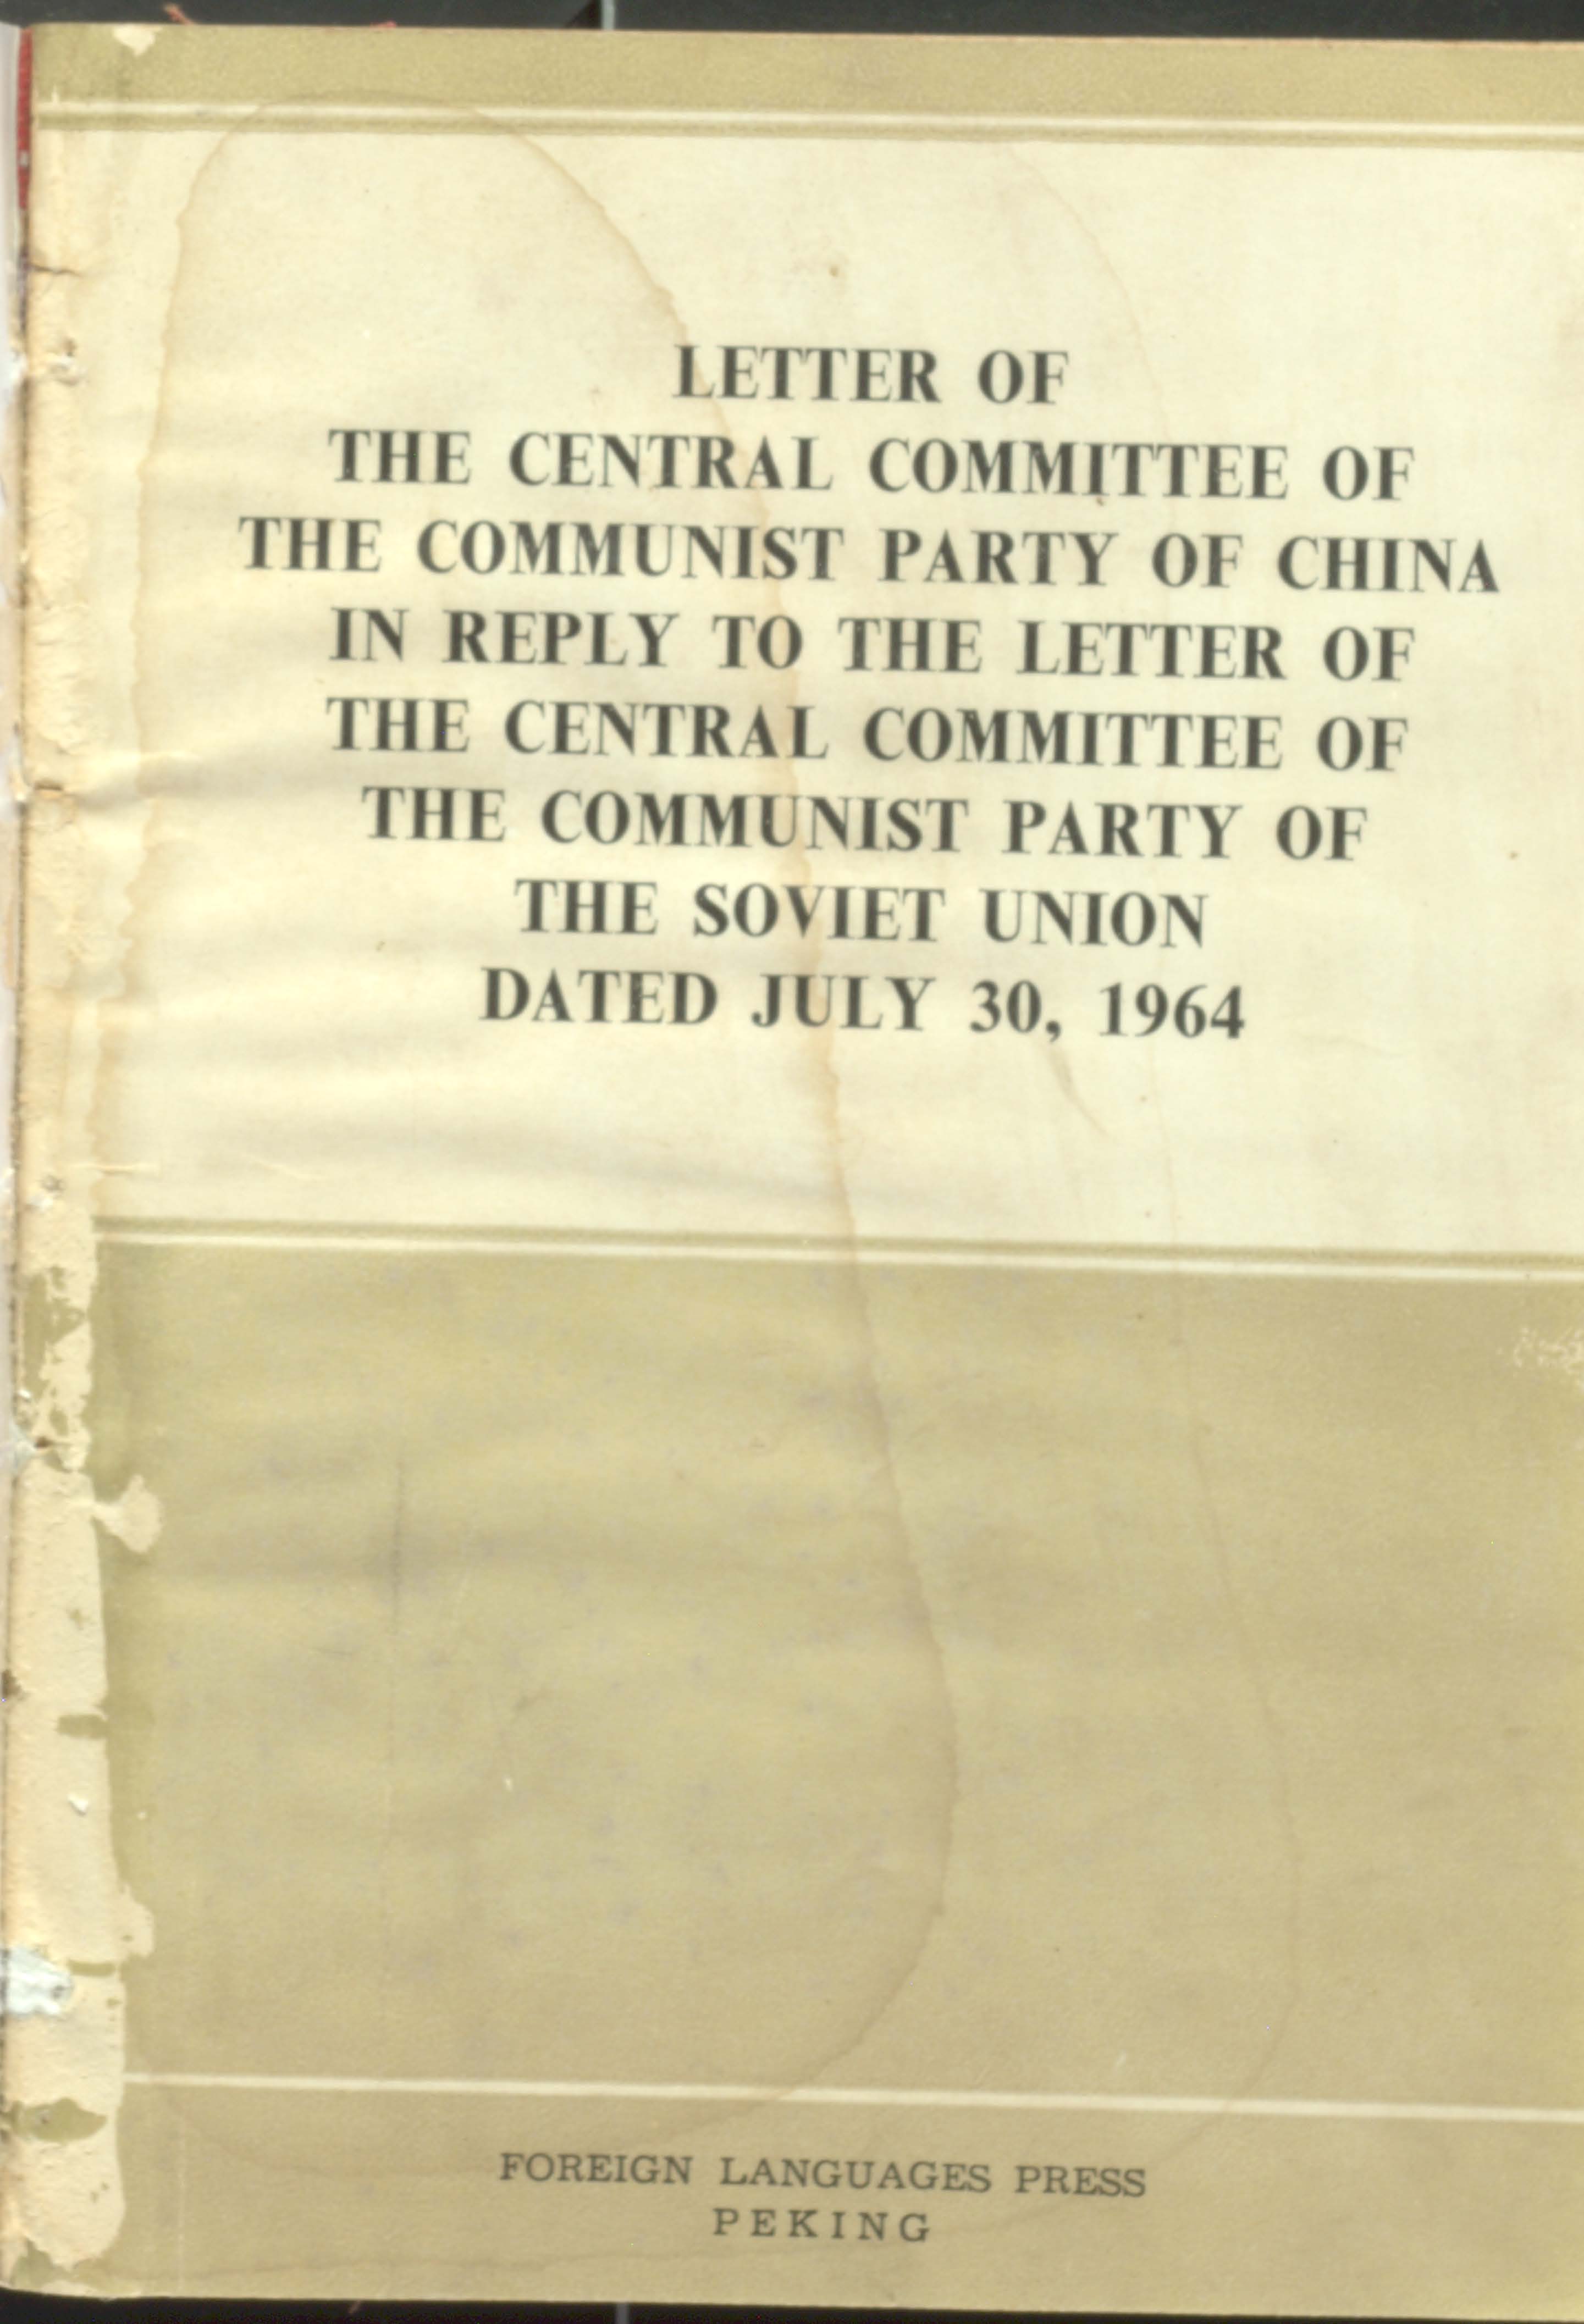 LETTER OF
THE CENTRAL COMMITTEE OF
THE COMMUNIST PARTY OF CHINA
IN REPLY TO THE LETTER OF
THE CENTRAL COMMITTEE OF
THE COMMUNIST PARTY OF
THE SOVIET UNION
DATED JULY 30, 1964
FOREIGN LANGUAGES PRESS
PEKING